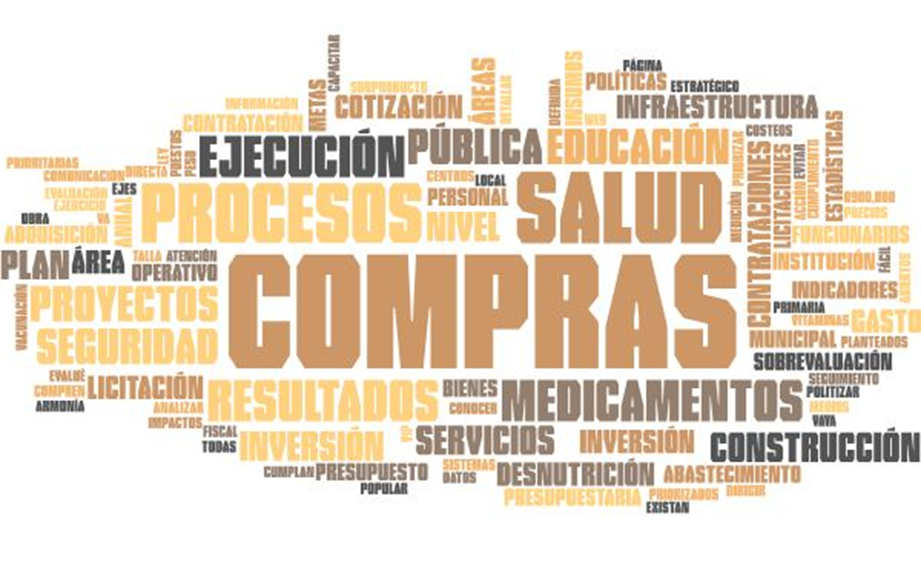 CAPACITAR
PÁGINA
POLÍTICAS
ESTRATÉGICO
SUBPRODUCTO
METAS
COTIZACIÓN
ÁREAS
DETALLAR
DEFINIDA
INSUMOS
WEB
INFRAESTRUCTURA
INFORMACIÓN
CONTRATACIÓN
LEY
PUESTOS
PESO
EJECUCIÓN
PÚBLICA
EDUCACIÓN
PRIORIZAR
COSTEOS
ESTADÍSTICAS
PRIORITARIAS
COMUNICACIÓN
DIRECTA
EVALUACIÓN
EJES
EJERCICIO
CENTROS
LOCAL
PERSONAL
NIVEL
PROCESOS
SALUD
MEDICIÓN
CONTRATACIONES
LICITACIONES
ACCIÓN
EVITAR
CUMPLIMIENTO
PRECIOS
OBRA
VA
ADQUISICIÓN
ANUAL
FUNCIONARIOS
PLAN
ÁREA
TALLA
ATENCIÓN
OPERATIVO
COMPRAS
INSTITUCIÓN
FÁCIL
INDICADORES
ABIERTOS
VACUNACIÓN
PROYECTOS
PRIMARIA
VITAMINAS
GASTO
SEGURIDAD
MUNICIPAL
PLANTEADOS
SOBREVALUACIÓN
EVALUÉ
COMPREN
LICITACIÓN
ARMONÍA
ANALIZAR
IMPACTOS
RESULTADOS
BIENES
CONOCER
MEDICAMENTOS
SEGUIMIENTO
POLITIZAR
MEDIOS
VAYA
FISCAL
TODAS
INVERSIÓN
VIP
SERVICIOS
INVERSIÓN
CONSTRUCCIÓN
CUMPLAN
PRESUPUESTO
POPULAR
SISTEMAS
DATOS
DESNUTRICIÓN
ABASTECIMIENTO
PRESUPUESTARIA
PRIORIZADOS
DIRIGIR
EXISTAN